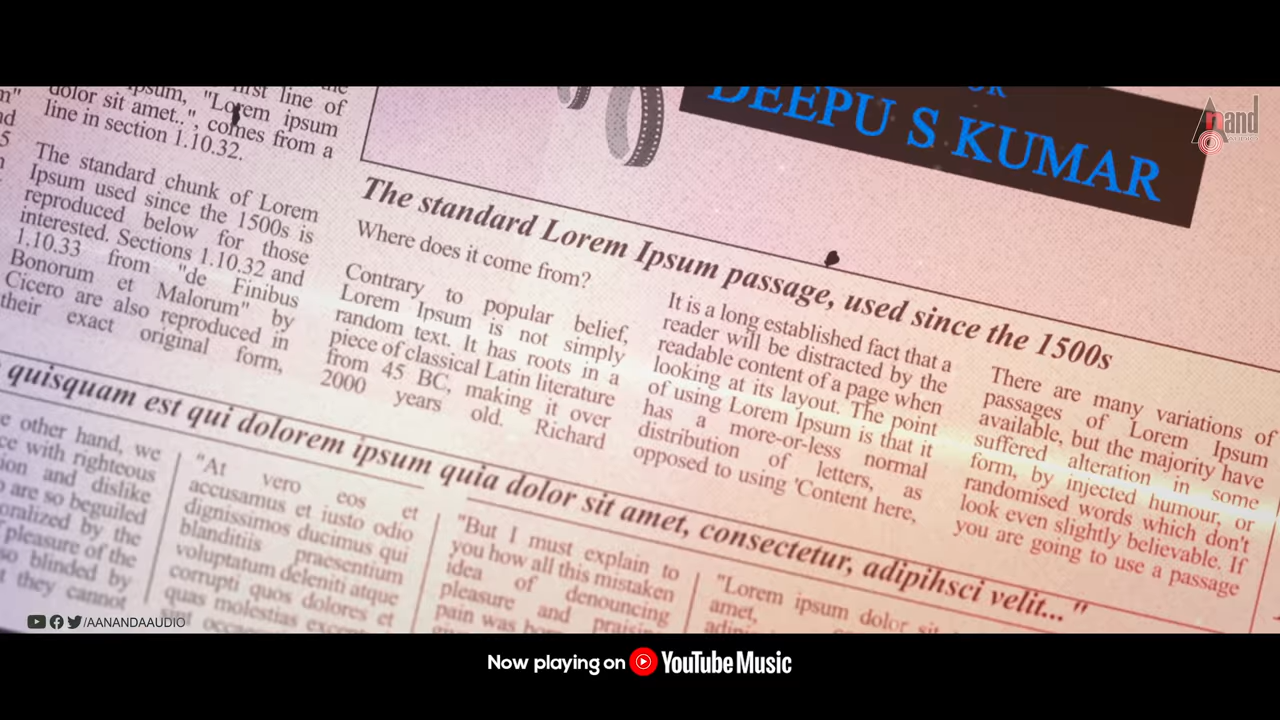 DEEPU S KUMAR
Anand
dolor sit amet..", comes from a
line in section 1.10.32.
The standard chunk of Lorem
Ipsum used since the 1500s is
reproduced below for those
interested. Sections 1.10.32 and
1.10.33 from "de Finibus
Bonorum et Malorum" by
Cicero are also reproduced in
their exact original form,
The standard Lorem Ipsum passage, used since the 1500s
Where does it come from?
Contrary to popular belief,
Lorem Ipsum is not simply
random text. It has roots in a
piece of classical Latin literature
from 45 BC, making it over
2000 years old. Richard
It is a long established fact that a
reader will be distracted by the
readable content of a page when
looking at its layout. The point
of using Lorem Ipsum is that it
has a more-or-less normal
distribution of letters, as
opposed to using 'Content here,
There are many variations of
passages of Lorem Ipsum
available, but the majority have
suffered alteration in some
form, by injected humour, or
randomised words which don't
look even slightly believable. If
you are going to use a passage
quisquam est qui dolorem ipsum quia dolor sit amet, consectetur, adipihsci velit..."
other hand, we
with righteous
and dislike
are so beguiled
by the
pleasure of the
blinded by
they cannot
"At vero eos et
accusamus et iusto odio
dignissimos ducimus qui
blanditiis praesentium
voluptatum deleniti atque
corrupti quos dolores et
quas molestias
"But I must explain to
you how all this mistaken
idea of denouncing
pleasure and praising
pain was
"Lorem ipsum dolor sit
amet,
/AANANDAAUDIO
Now playing on YouTube Music